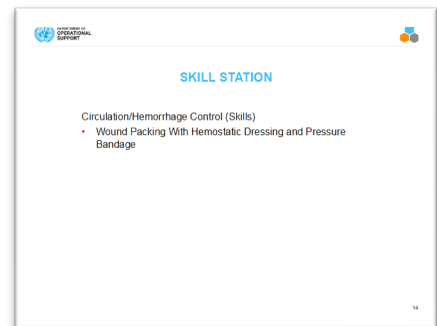 DEPARTMENT OF
OPERATIONAL
SUPPORT
SKILL STATION
Circulation/Hemorrhage Control (Skills)
• Wound Packing With Hemostatic Dressing and Pressure
Bandage
14